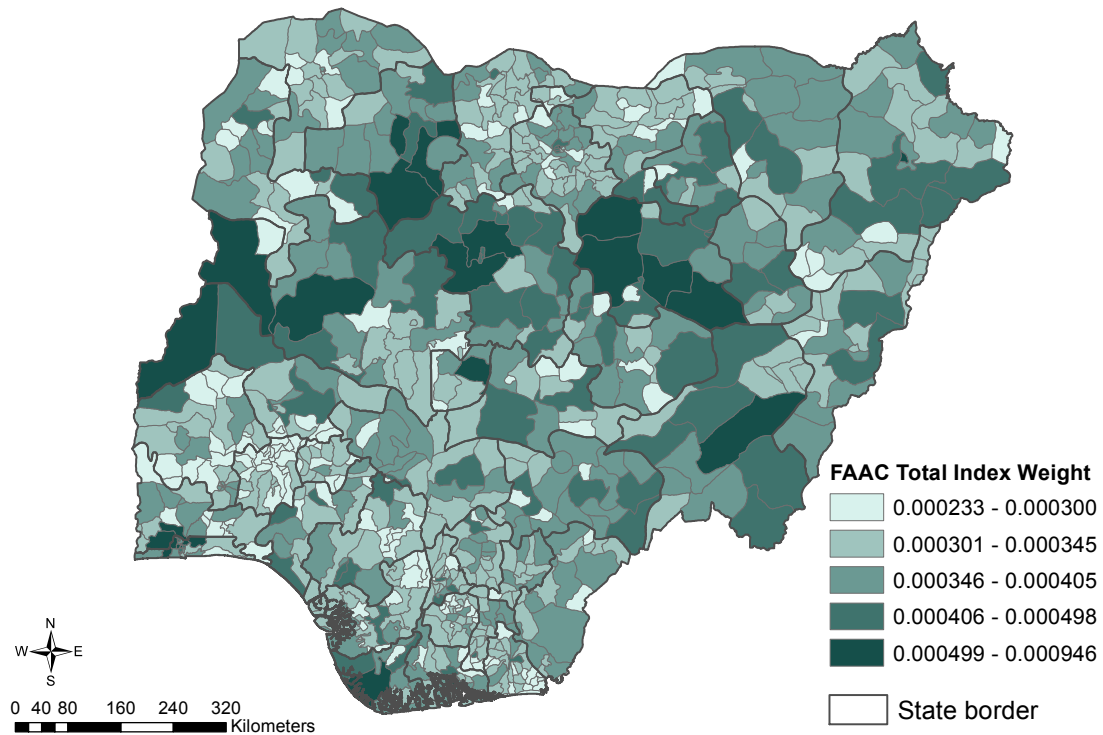 FAAC Total Index Weight
0.000233 - 0.000300
0.000301 - 0.000345
0.000346 - 0.000405
0.000406 - 0.000498
0.000499 - 0.000946
State border
N
W E
S
0 40 80 160 240 320
Kilometers